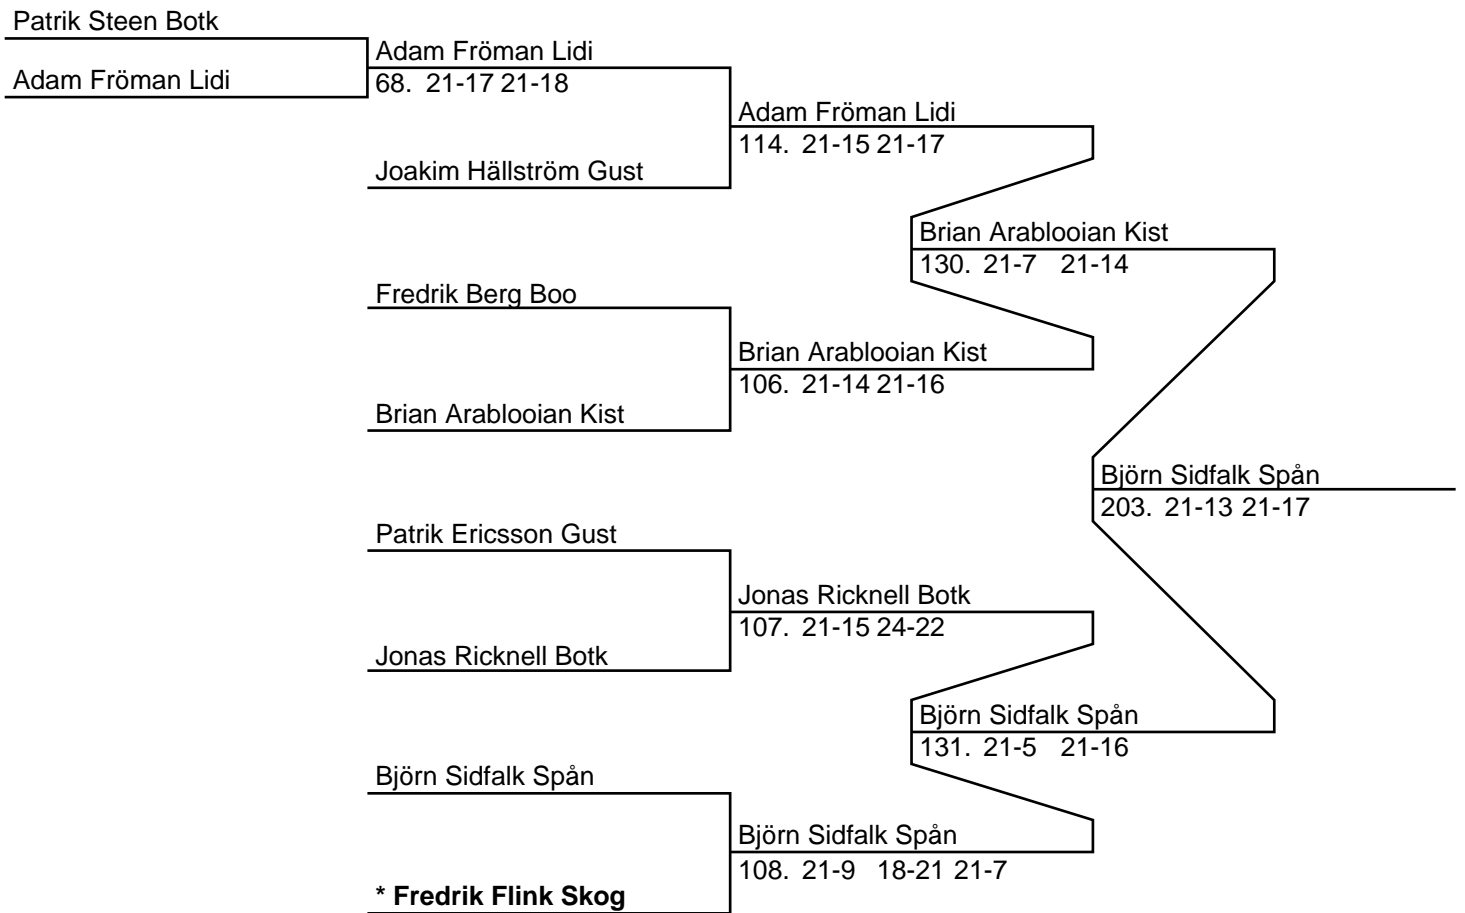 Patrik Steen Botk
Adam Fröman Lidi
Adam Fröman Lidi
68. 21-17 21-18
Adam Fröman Lidi
114. 21-15 21-17
Joakim Hällström Gust
Brian Arablooian Kist
130. 21-7 21-14
Fredrik Berg Boo
Brian Arablooian Kist
106. 21-14 21-16
Brian Arablooian Kist
Björn Sidfalk Spån
203. 21-13 21-17
Patrik Ericsson Gust
Jonas Ricknell Botk
107. 21-15 24-22
Jonas Ricknell Botk
Björn Sidfalk Spån
131. 21-5 21-16
Björn Sidfalk Spån
Björn Sidfalk Spån
108. 21-9 18-21 21-7
* Fredrik Flink Skog